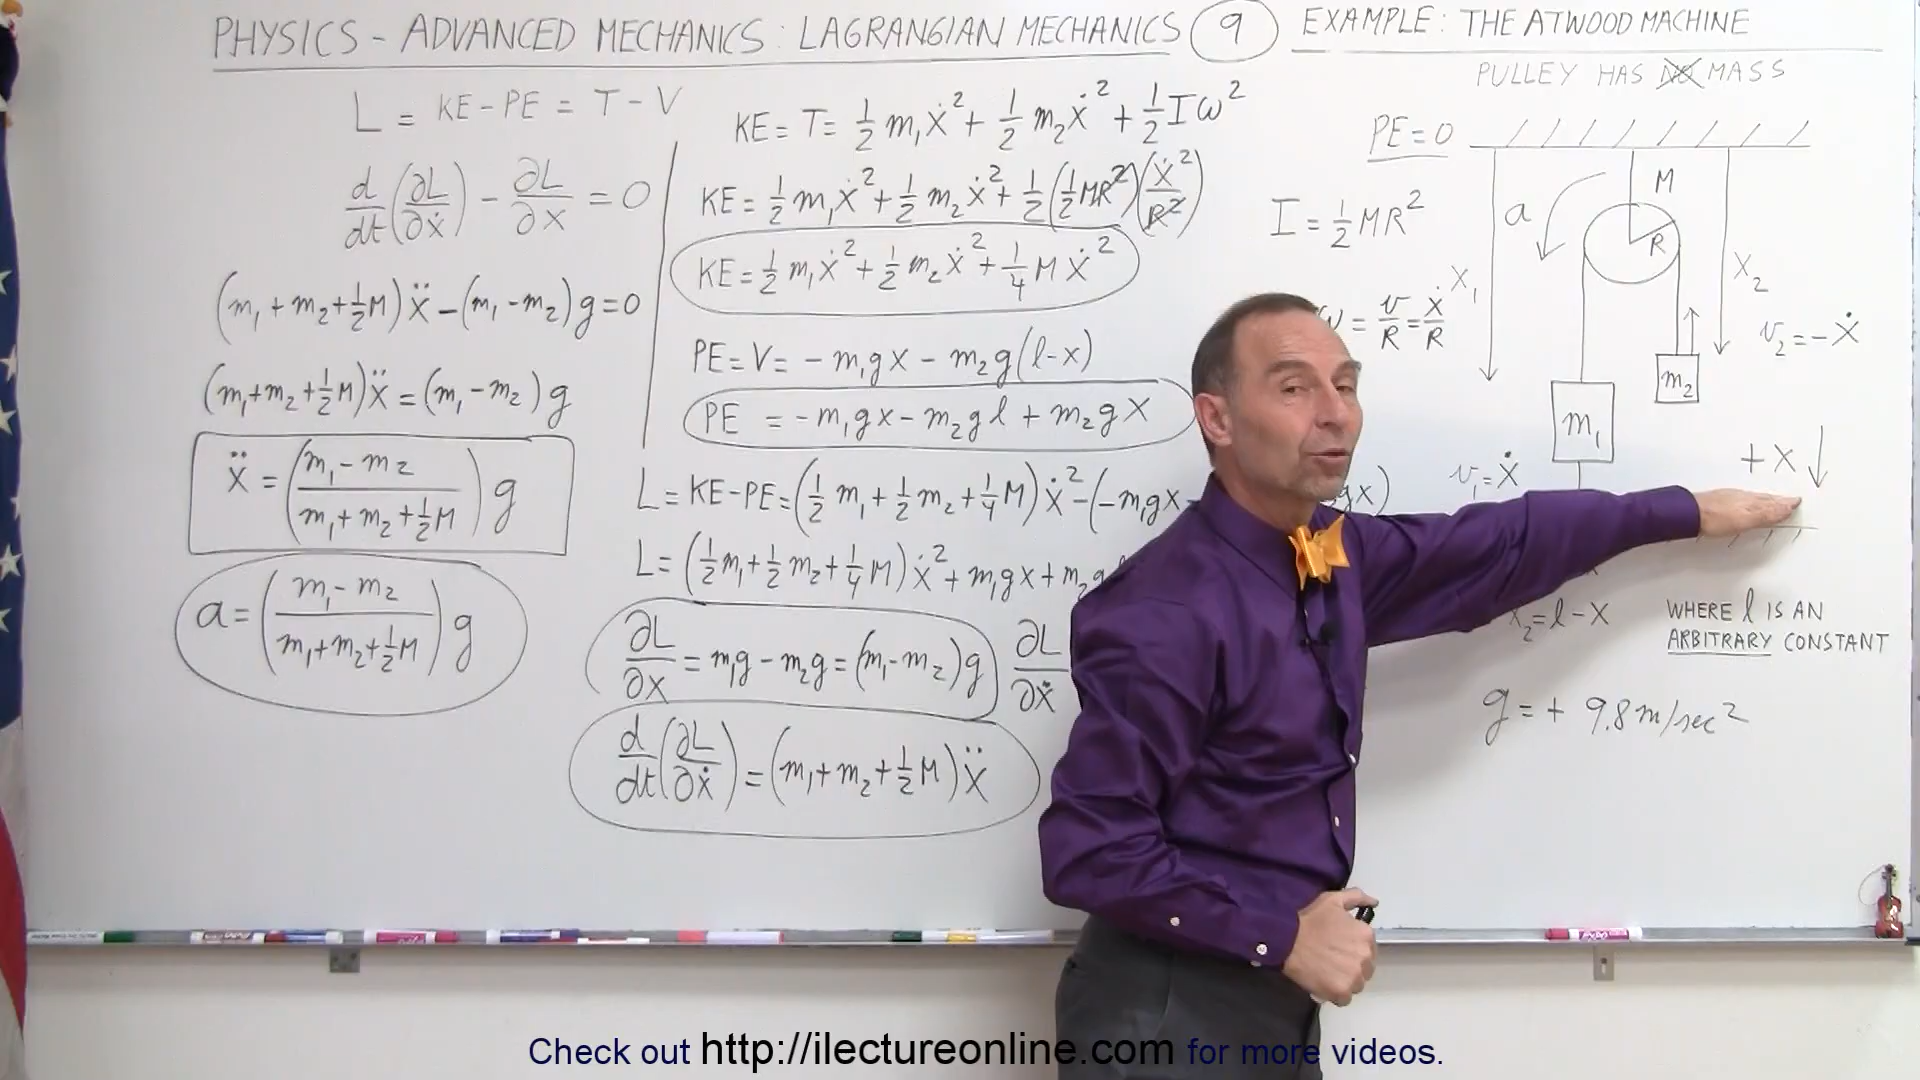 PHYSICS - ADVANCED MECHANICS: LAGRANGIAN MECHANICS 9 EXAMPLE: THE ATWOOD MACHINE
PULLEY HAS NO MASS
L = KE-PE = T - V
d/dt(∂L/∂ẋ) - ∂L/∂x = 0
(m₁ + m₂ + ½M)ẍ - (m₁ - m₂)g = 0
(m₁ + m₂ + ½M)ẍ = (m₁ - m₂)g
ẍ = ((m₁ - m₂)/(m₁ + m₂ + ½M)) g
a = ((m₁ - m₂)/(m₁ + m₂ + ½M)) g
KE = T = ½ m₁ẋ² + ½ m₂ẋ² + ½ Iω²
KE = ½ m₁ẋ² + ½ m₂ẋ² + ½(½MR²)(ẋ²/R²)
KE = ½ m₁ẋ² + ½ m₂ẋ² + ¼ Mẋ²
PE = V = - m₁gx - m₂g(l-x)
PE = - m₁gx - m₂gl + m₂gx
L = KE-PE = (½ m₁ + ½ m₂ + ¼ M)ẋ² - (-m₁gx - gx)
L = (½ m₁ + ½ m₂ + ¼ M)ẋ² + m₁gx + m₂g
∂L/∂x = m₁g - m₂g = (m₁ - m₂)g ∂L/∂ẋ
d/dt(∂L/∂ẋ) = (m₁ + m₂ + ½M)ẍ
PE = 0
I = ½MR²
ω = v/R = ẋ/R
a
M
R
x₁
x₂
v₂ = -ẋ
m₂
m₁
v₁ = ẋ
+x
x₂ = l - x
WHERE l IS AN
ARBITRARY CONSTANT
g = + 9.8 m/sec²
Check out http://ilectureonline.com for more videos.